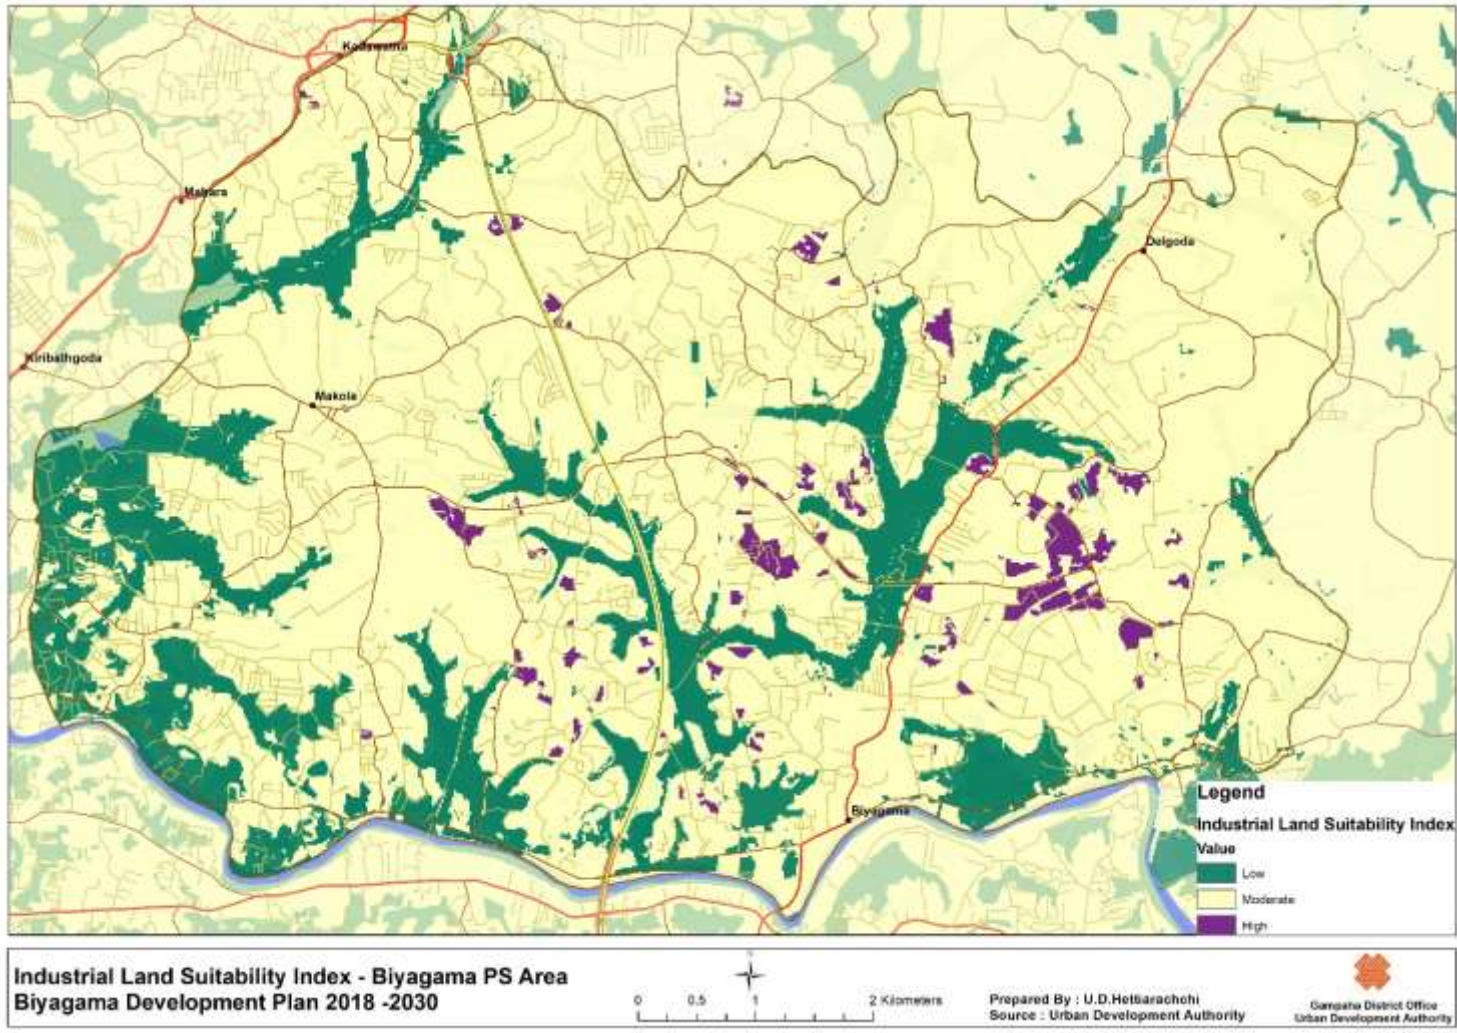 Kadawatha
Mahara
Delgoda
Kiribathgoda
Makola
Biyagama
Legend
Industrial Land Suitability Index
Value
Low
Moderate
High
Industrial Land Suitability Index - Biyagama PS Area
Biyagama Development Plan 2018 -2030
0 0.5 1 2 Kilometers
Prepared By : U.D.Hettiarachchi
Source : Urban Development Authority
Gampaha District Office
Urban Development Authority